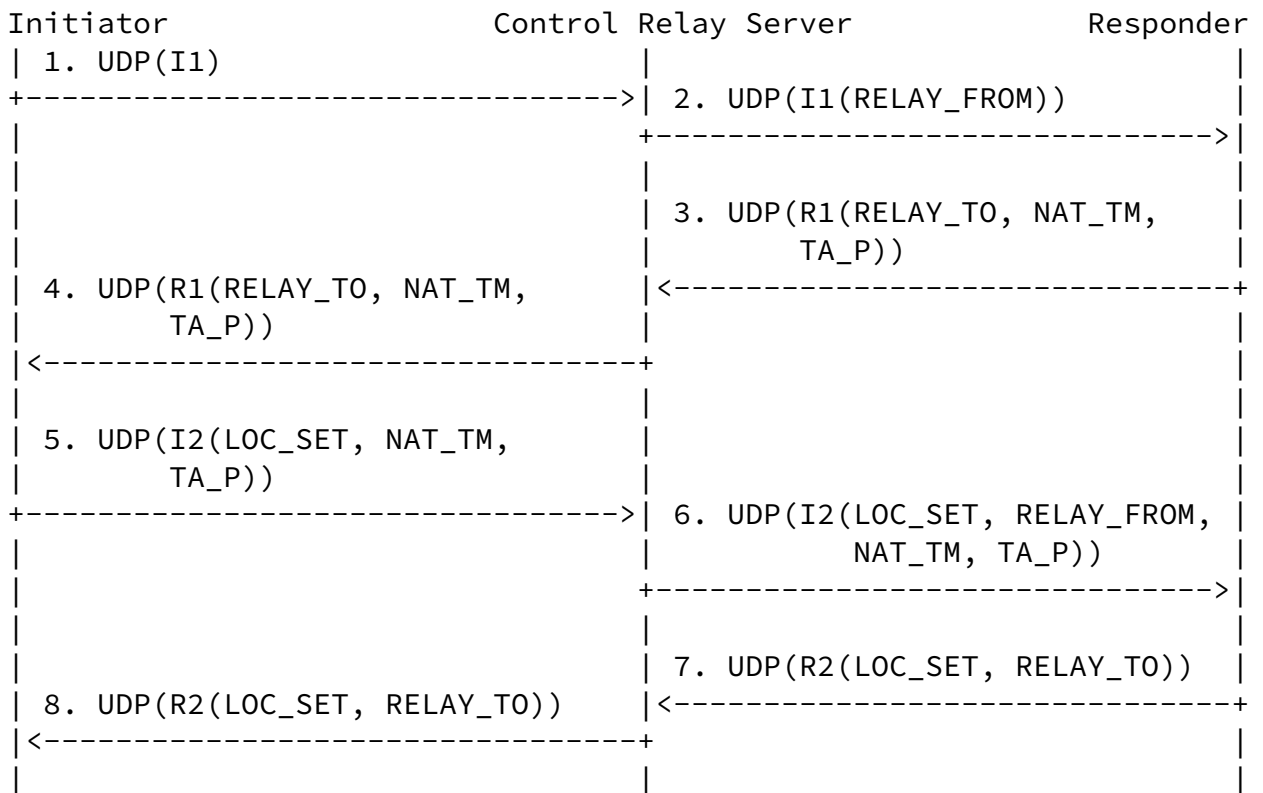 Initiator Control Relay Server Responder
1. UDP(I1)
2. UDP(I1(RELAY_FROM))
3. UDP(R1(RELAY_TO, NAT_TM,
TA_P))
4. UDP(R1(RELAY_TO, NAT_TM,
TA_P))
5. UDP(I2(LOC_SET, NAT_TM,
TA_P))
6. UDP(I2(LOC_SET, RELAY_FROM,
NAT_TM, TA_P))
7. UDP(R2(LOC_SET, RELAY_TO))
8. UDP(R2(LOC_SET, RELAY_TO))